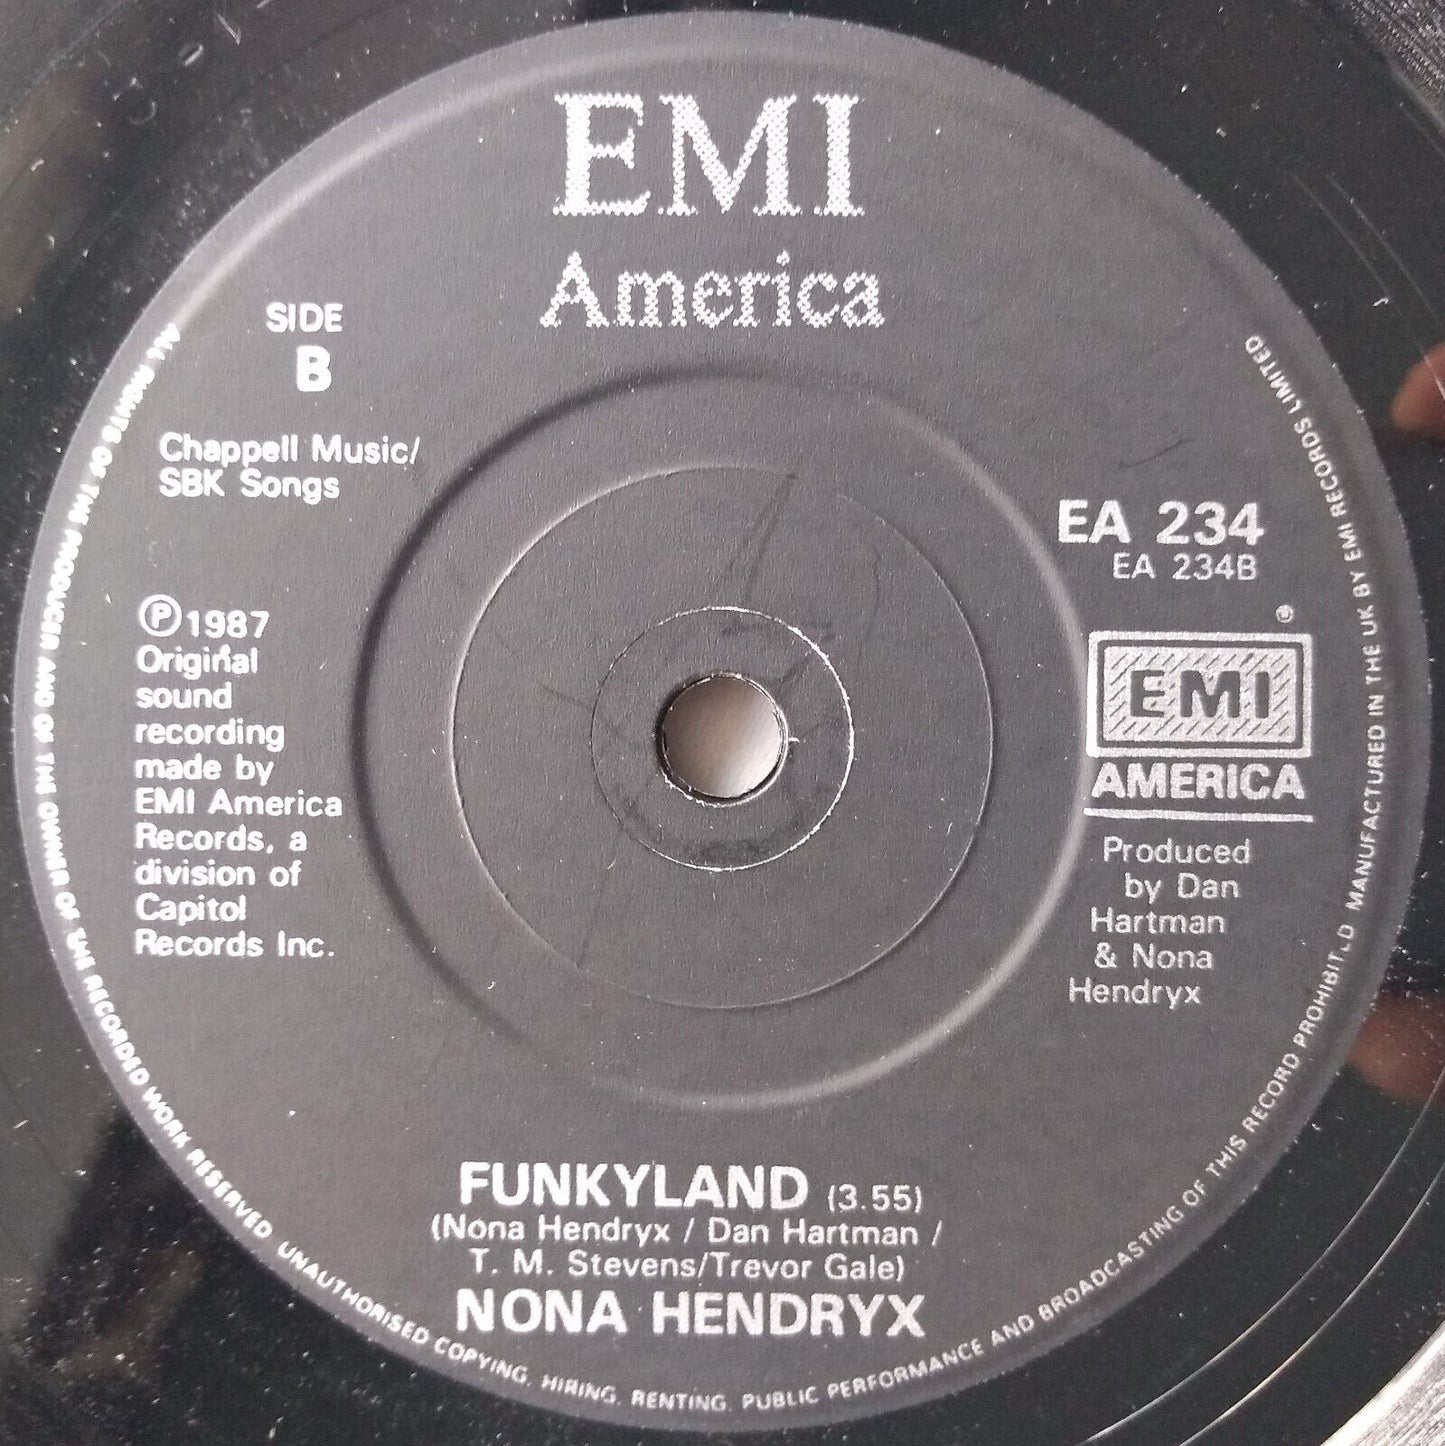 EMI
America
SIDE
B
Chappell Music/
SBK Songs
℗1987
Original
sound
recording
made by
EMI America
Records, a
division of
Capitol
Records Inc.
EA 234
EA 234B
®
EMI
AMERICA
Produced
by Dan
Hartman
& Nona
Hendryx
FUNKYLAND (3.55)
(Nona Hendryx / Dan Hartman /
T. M. Stevens/Trevor Gale)
NONA HENDRYX
ALL RIGHTS OF THE PRODUCER AND OF THE OWNER OF THE RECORDED WORK RESERVED UNAUTHORISED COPYING, HIRING, RENTING, PUBLIC PERFORMANCE AND BROADCASTING OF THIS RECORD PROHIBIT.D MANUFACTURED IN THE UK BY EMI RECORDS LIMITED